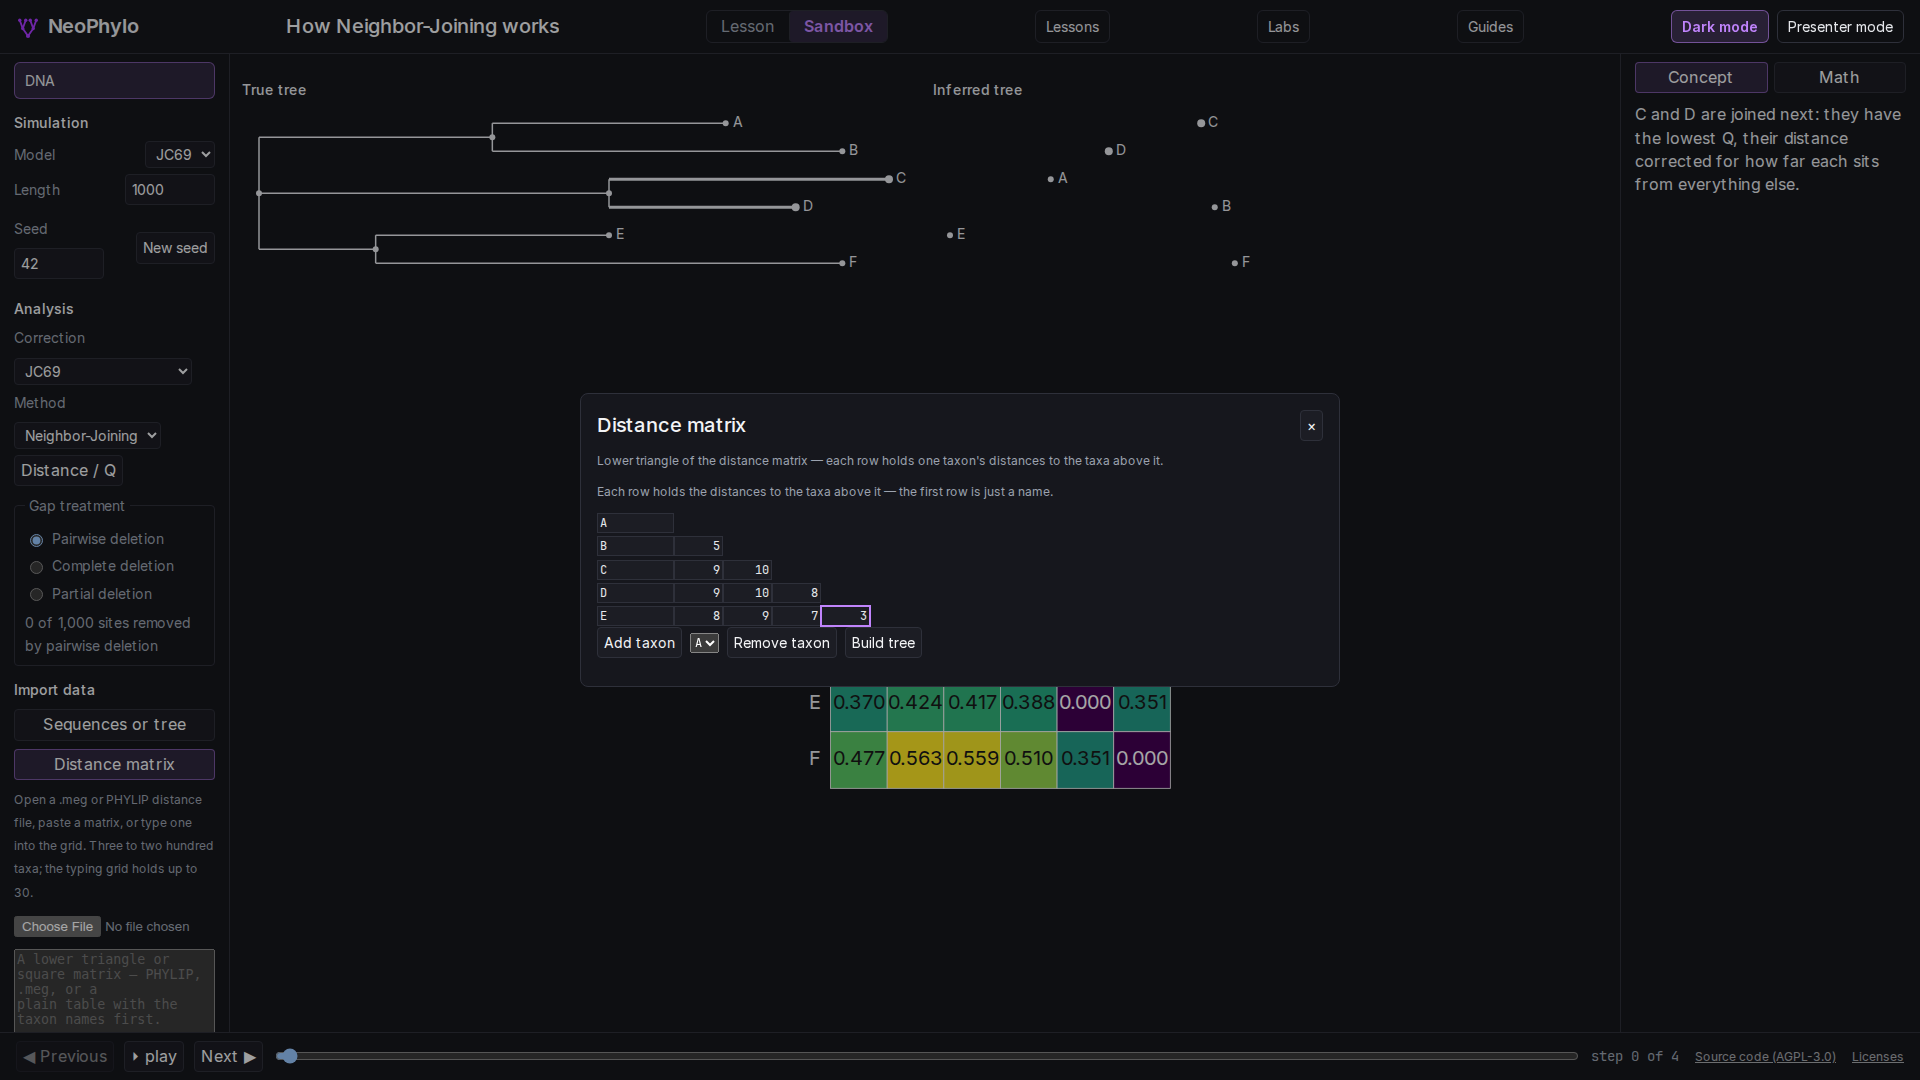 NeoPhylo
How Neighbor-Joining works
Lesson
Sandbox
Lessons
Labs
Guides
Dark mode
Presenter mode
DNA
Simulation
Model
JC69
Length
1000
Seed
42
New seed
Analysis
Correction
JC69
Method
Neighbor-Joining
Distance / Q
Gap treatment
Pairwise deletion
Complete deletion
Partial deletion
0 of 1,000 sites removed
by pairwise deletion
Import data
Sequences or tree
Distance matrix
Open a .meg or PHYLIP distance
file, paste a matrix, or type one
into the grid. Three to two hundred
taxa; the typing grid holds up to
30.
Choose File No file chosen
A lower triangle or
square matrix — PHYLIP,
.meg, or a
plain table with the
taxon names first.
True tree
A
B
C
D
E
F
Inferred tree
C
D
A
B
E
F
Distance matrix
×
Lower triangle of the distance matrix — each row holds one taxon's distances to the taxa above it.
Each row holds the distances to the taxa above it — the first row is just a name.
A
B 5
C 9 10
D 9 10 8
E 8 9 7 3
Add taxon
A
Remove taxon
Build tree
E 0.370 0.424 0.417 0.388 0.000 0.351
F 0.477 0.563 0.559 0.510 0.351 0.000
Concept
Math
C and D are joined next: they have
the lowest Q, their distance
corrected for how far each sits
from everything else.
◀ Previous
play
Next ▶
step 0 of 4
Source code (AGPL-3.0)
Licenses